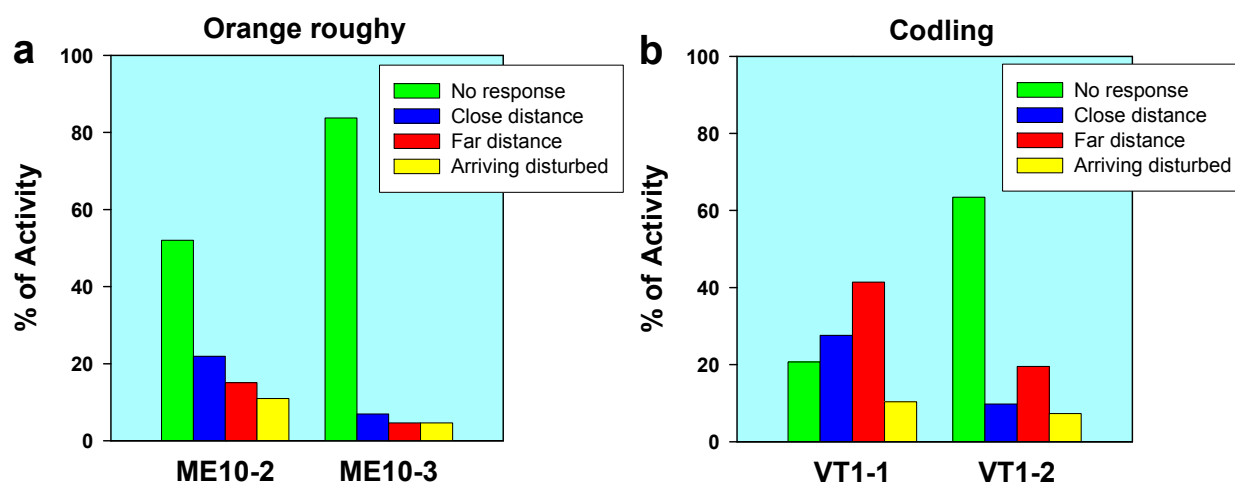 a
Orange roughy
100
80
60
40
20
0
% of Activity
No response
Close distance
Far distance
Arriving disturbed
ME10-2 ME10-3
b
Codling
100
80
60
40
20
0
% of Activity
No response
Close distance
Far distance
Arriving disturbed
VT1-1 VT1-2